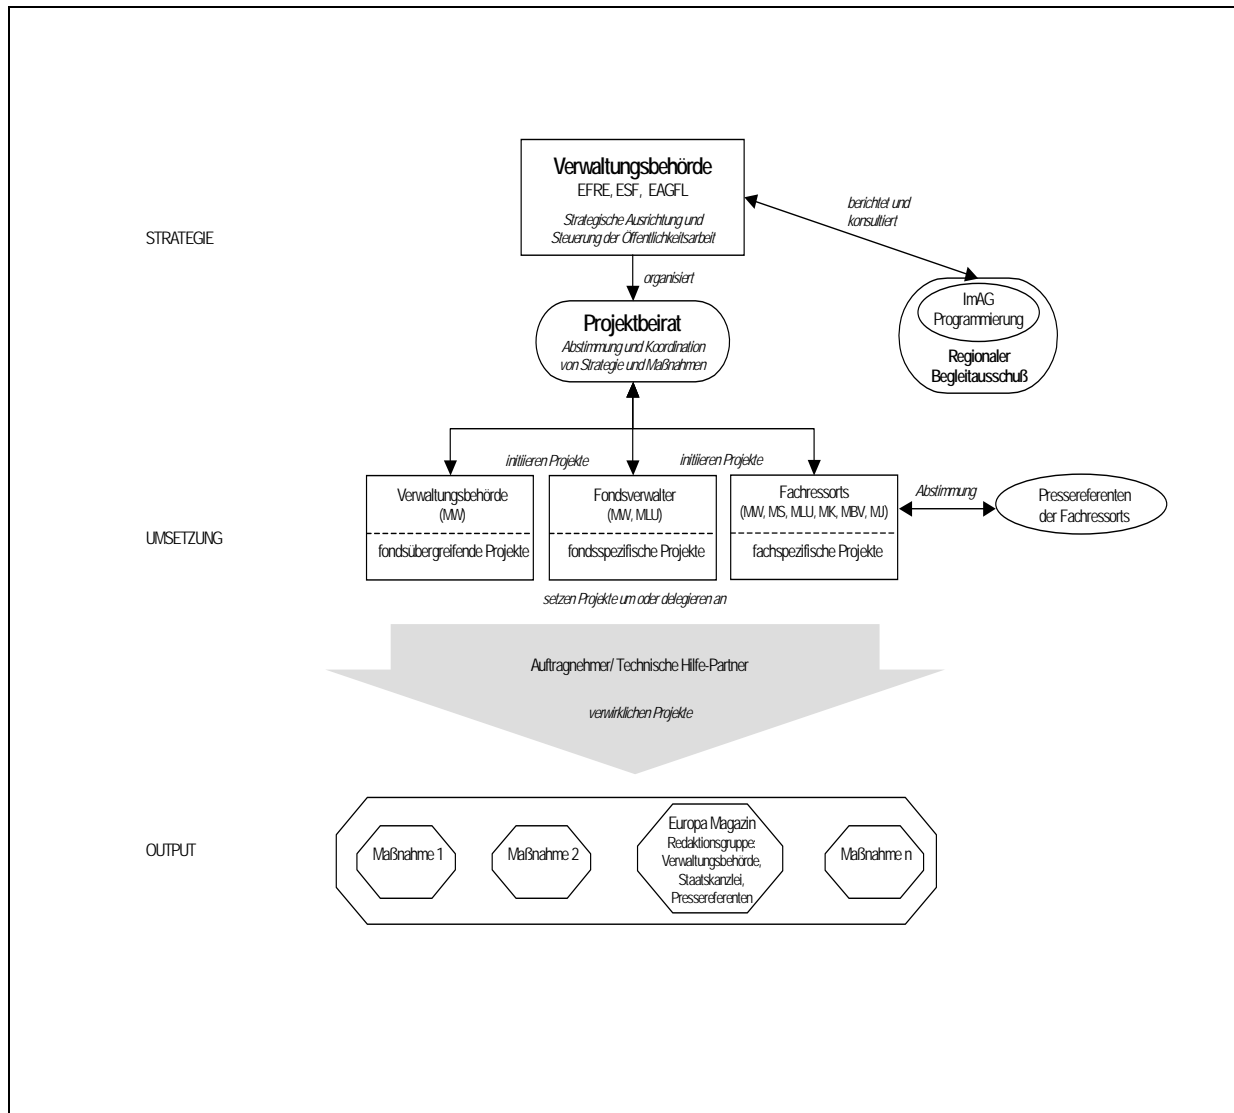 Verwaltungsbehörde
EFRE, ESF, EAGFL
Strategische Ausrichtung und
Steuerung der Öffentlichkeitsarbeit
berichtet und
konsultiert
STRATEGIE
organisiert
ImAG
Programmierung
Regionaler
Begleitausschuß
Projektbeirat
Abstimmung und Koordination
von Strategie und Maßnahmen
initiieren Projekte
initiieren Projekte
UMSETZUNG
Verwaltungsbehörde
(MW)
fondsübergreifende Projekte
Fondsverwalter
(MW, MLU)
fondsspezifische Projekte
Fachressorts
(MW, MS, MLU, MK, MBV, MJ)
fachspezifische Projekte
Abstimmung
Pressereferenten
der Fachressorts
setzen Projekte um oder delegieren an
Auftragnehmer/ Technische Hilfe-Partner
verwirklichen Projekte
OUTPUT
Maßnahme 1
Maßnahme 2
Europa Magazin
Redaktionsgruppe:
Verwaltungsbehörde,
Staatskanzlei,
Pressereferenten
Maßnahme n